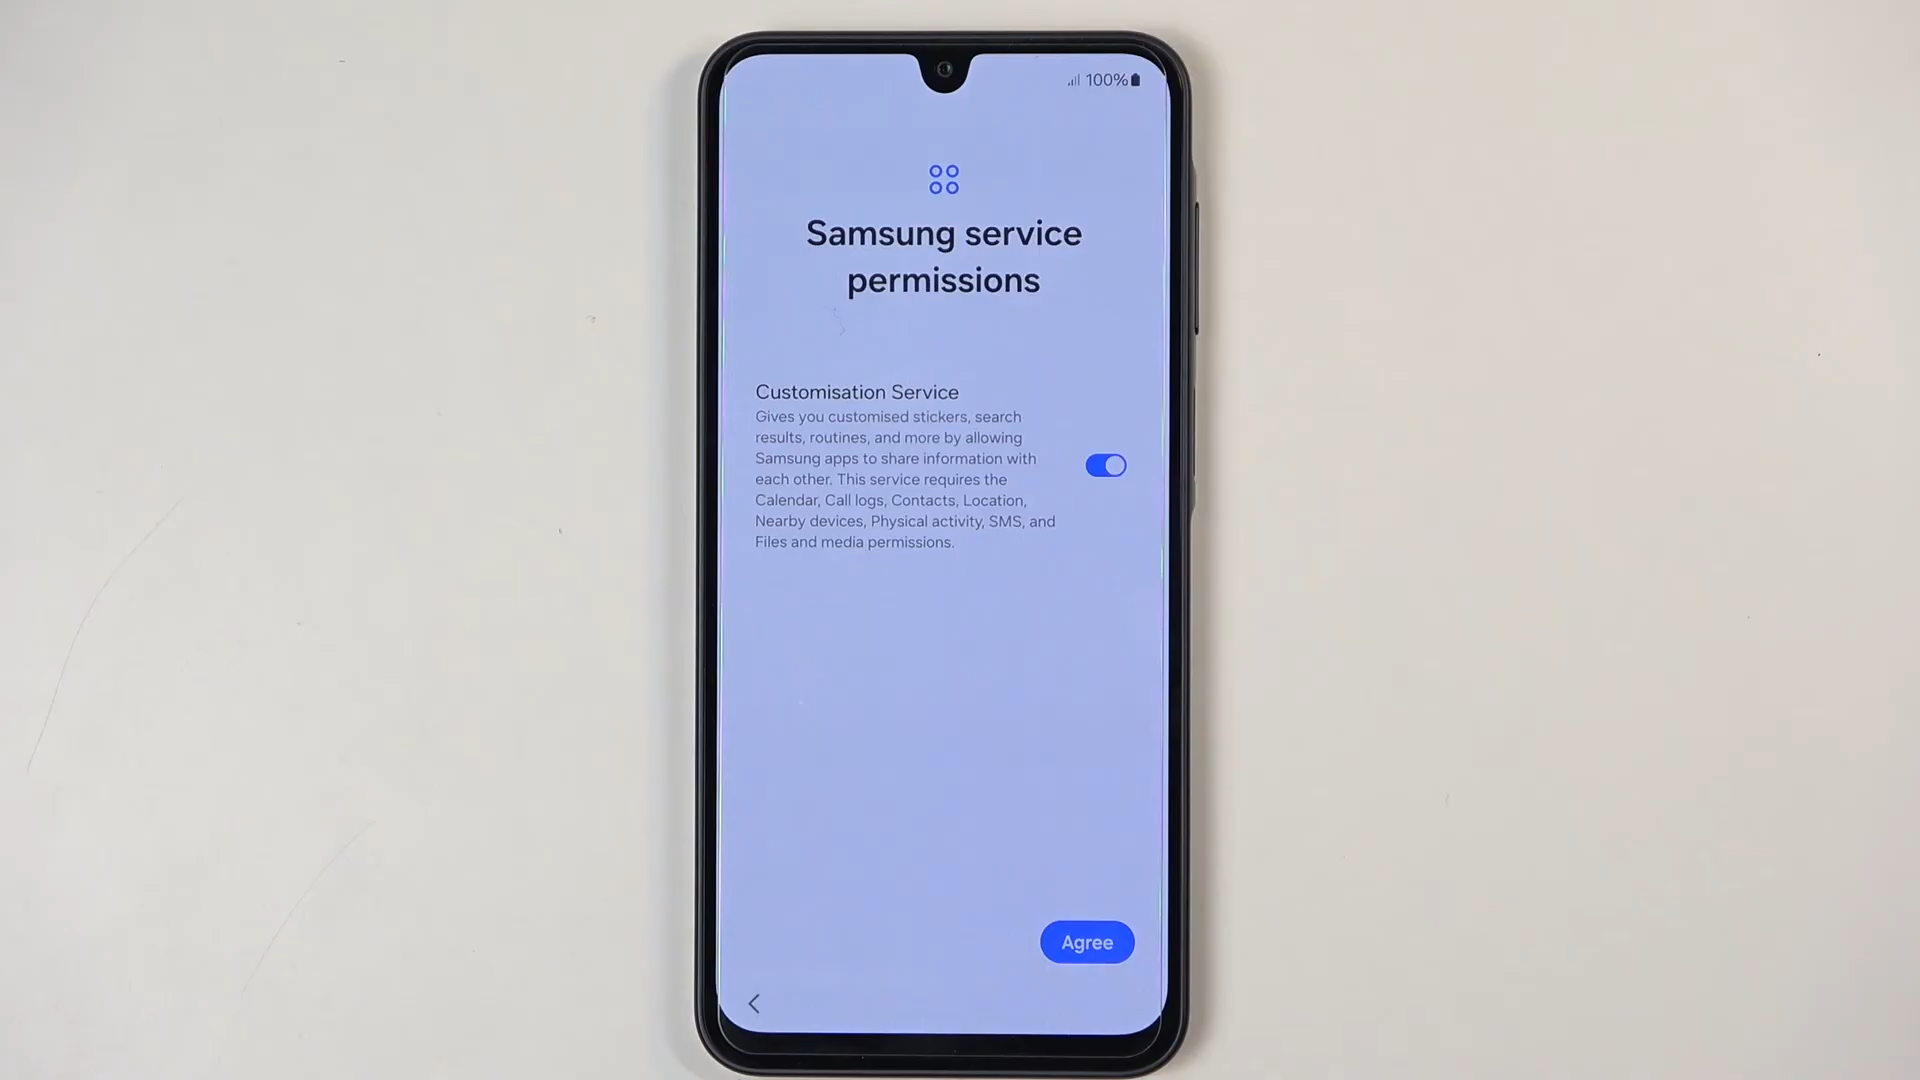 100%
Samsung service
permissions
Customisation Service
Gives you customised stickers, search
results, routines, and more by allowing
Samsung apps to share information with
each other. This service requires the
Calendar, Call logs, Contacts, Location,
Nearby devices, Physical activity, SMS, and
Files and media permissions.
Agree